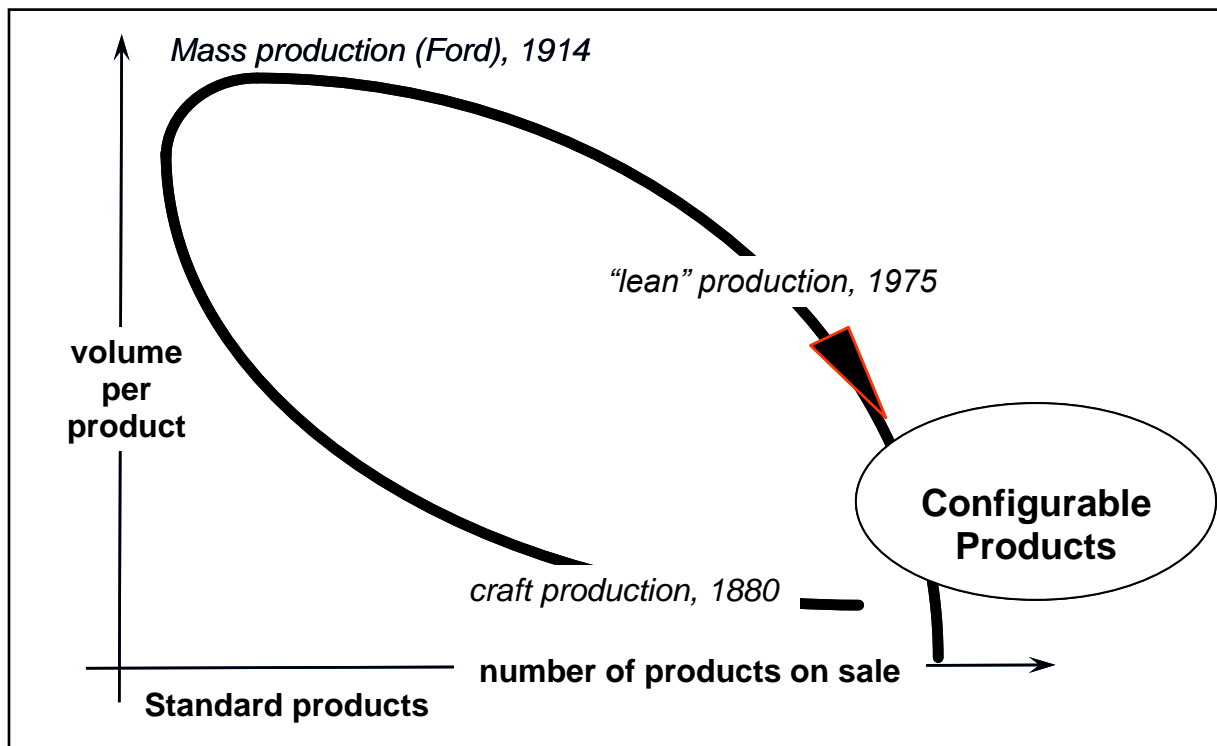 Mass production (Ford), 1914
“lean” production, 1975
volume
per
product
Configurable
Products
craft production, 1880
number of products on sale
Standard products